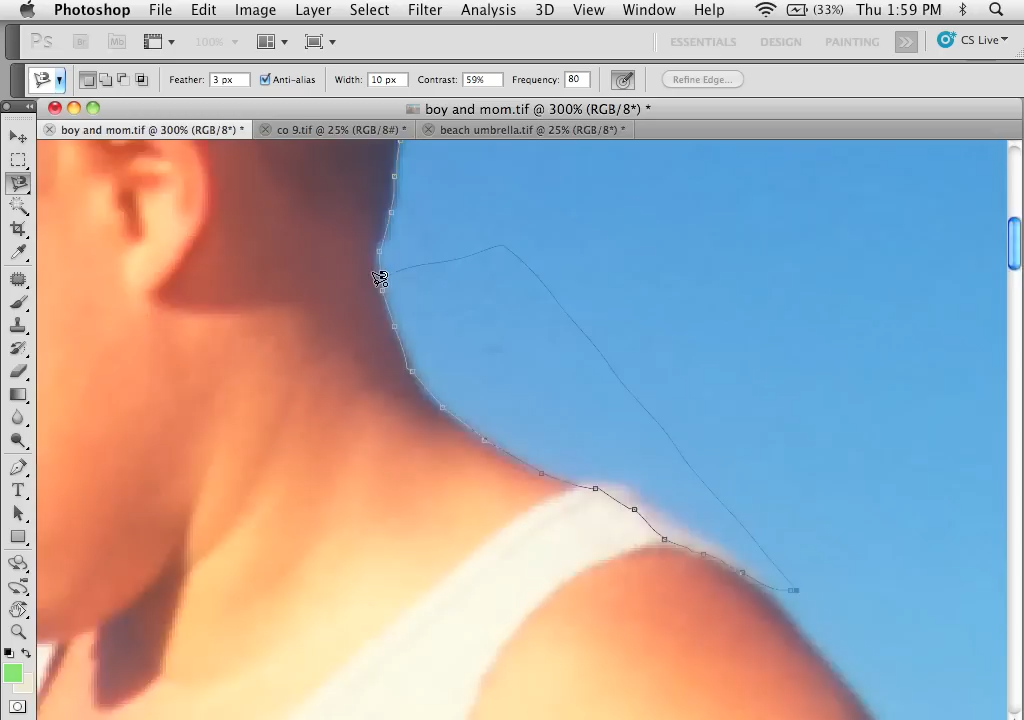 Photoshop File Edit Image Layer Select Filter Analysis 3D View Window Help (33%) Thu 1:59 PM
Ps Br Mb 100% ESSENTIALS DESIGN PAINTING >> CS Live
Feather: 3 px Anti-alias Width: 10 px Contrast: 59% Frequency: 80 Refine Edge...
boy and mom.tif @ 300% (RGB/8*) *
boy and mom.tif @ 300% (RGB/8*) * co 9.tif @ 25% (RGB/8#) * beach umbrella.tif @ 25% (RGB/8*) *
T